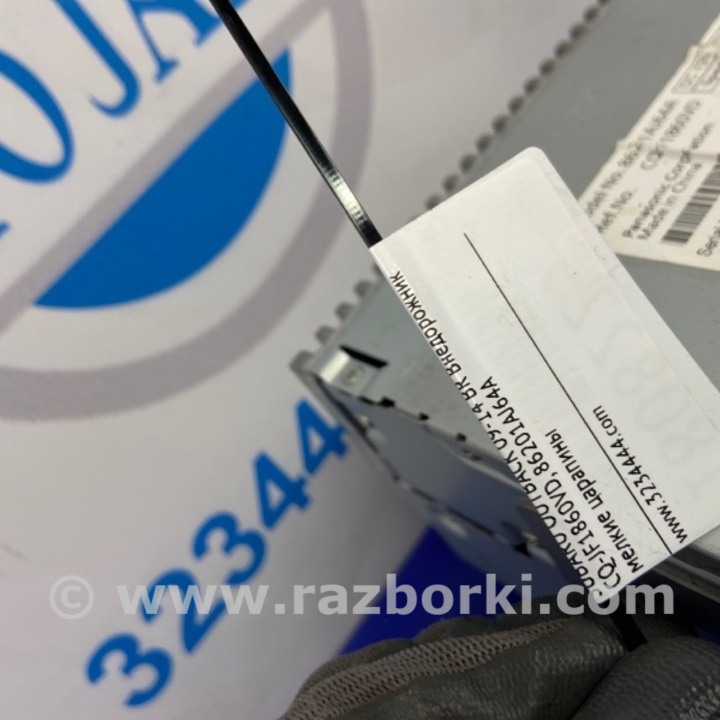 O JA
32344
SUBARU OUTBACK 09-14 BR Внедорожник
CQ-JF1860VD, 86201AJ64A
мелкие царапины
www.3234444.com
Panasonic Corporation
Made in China
© www.razborki.com